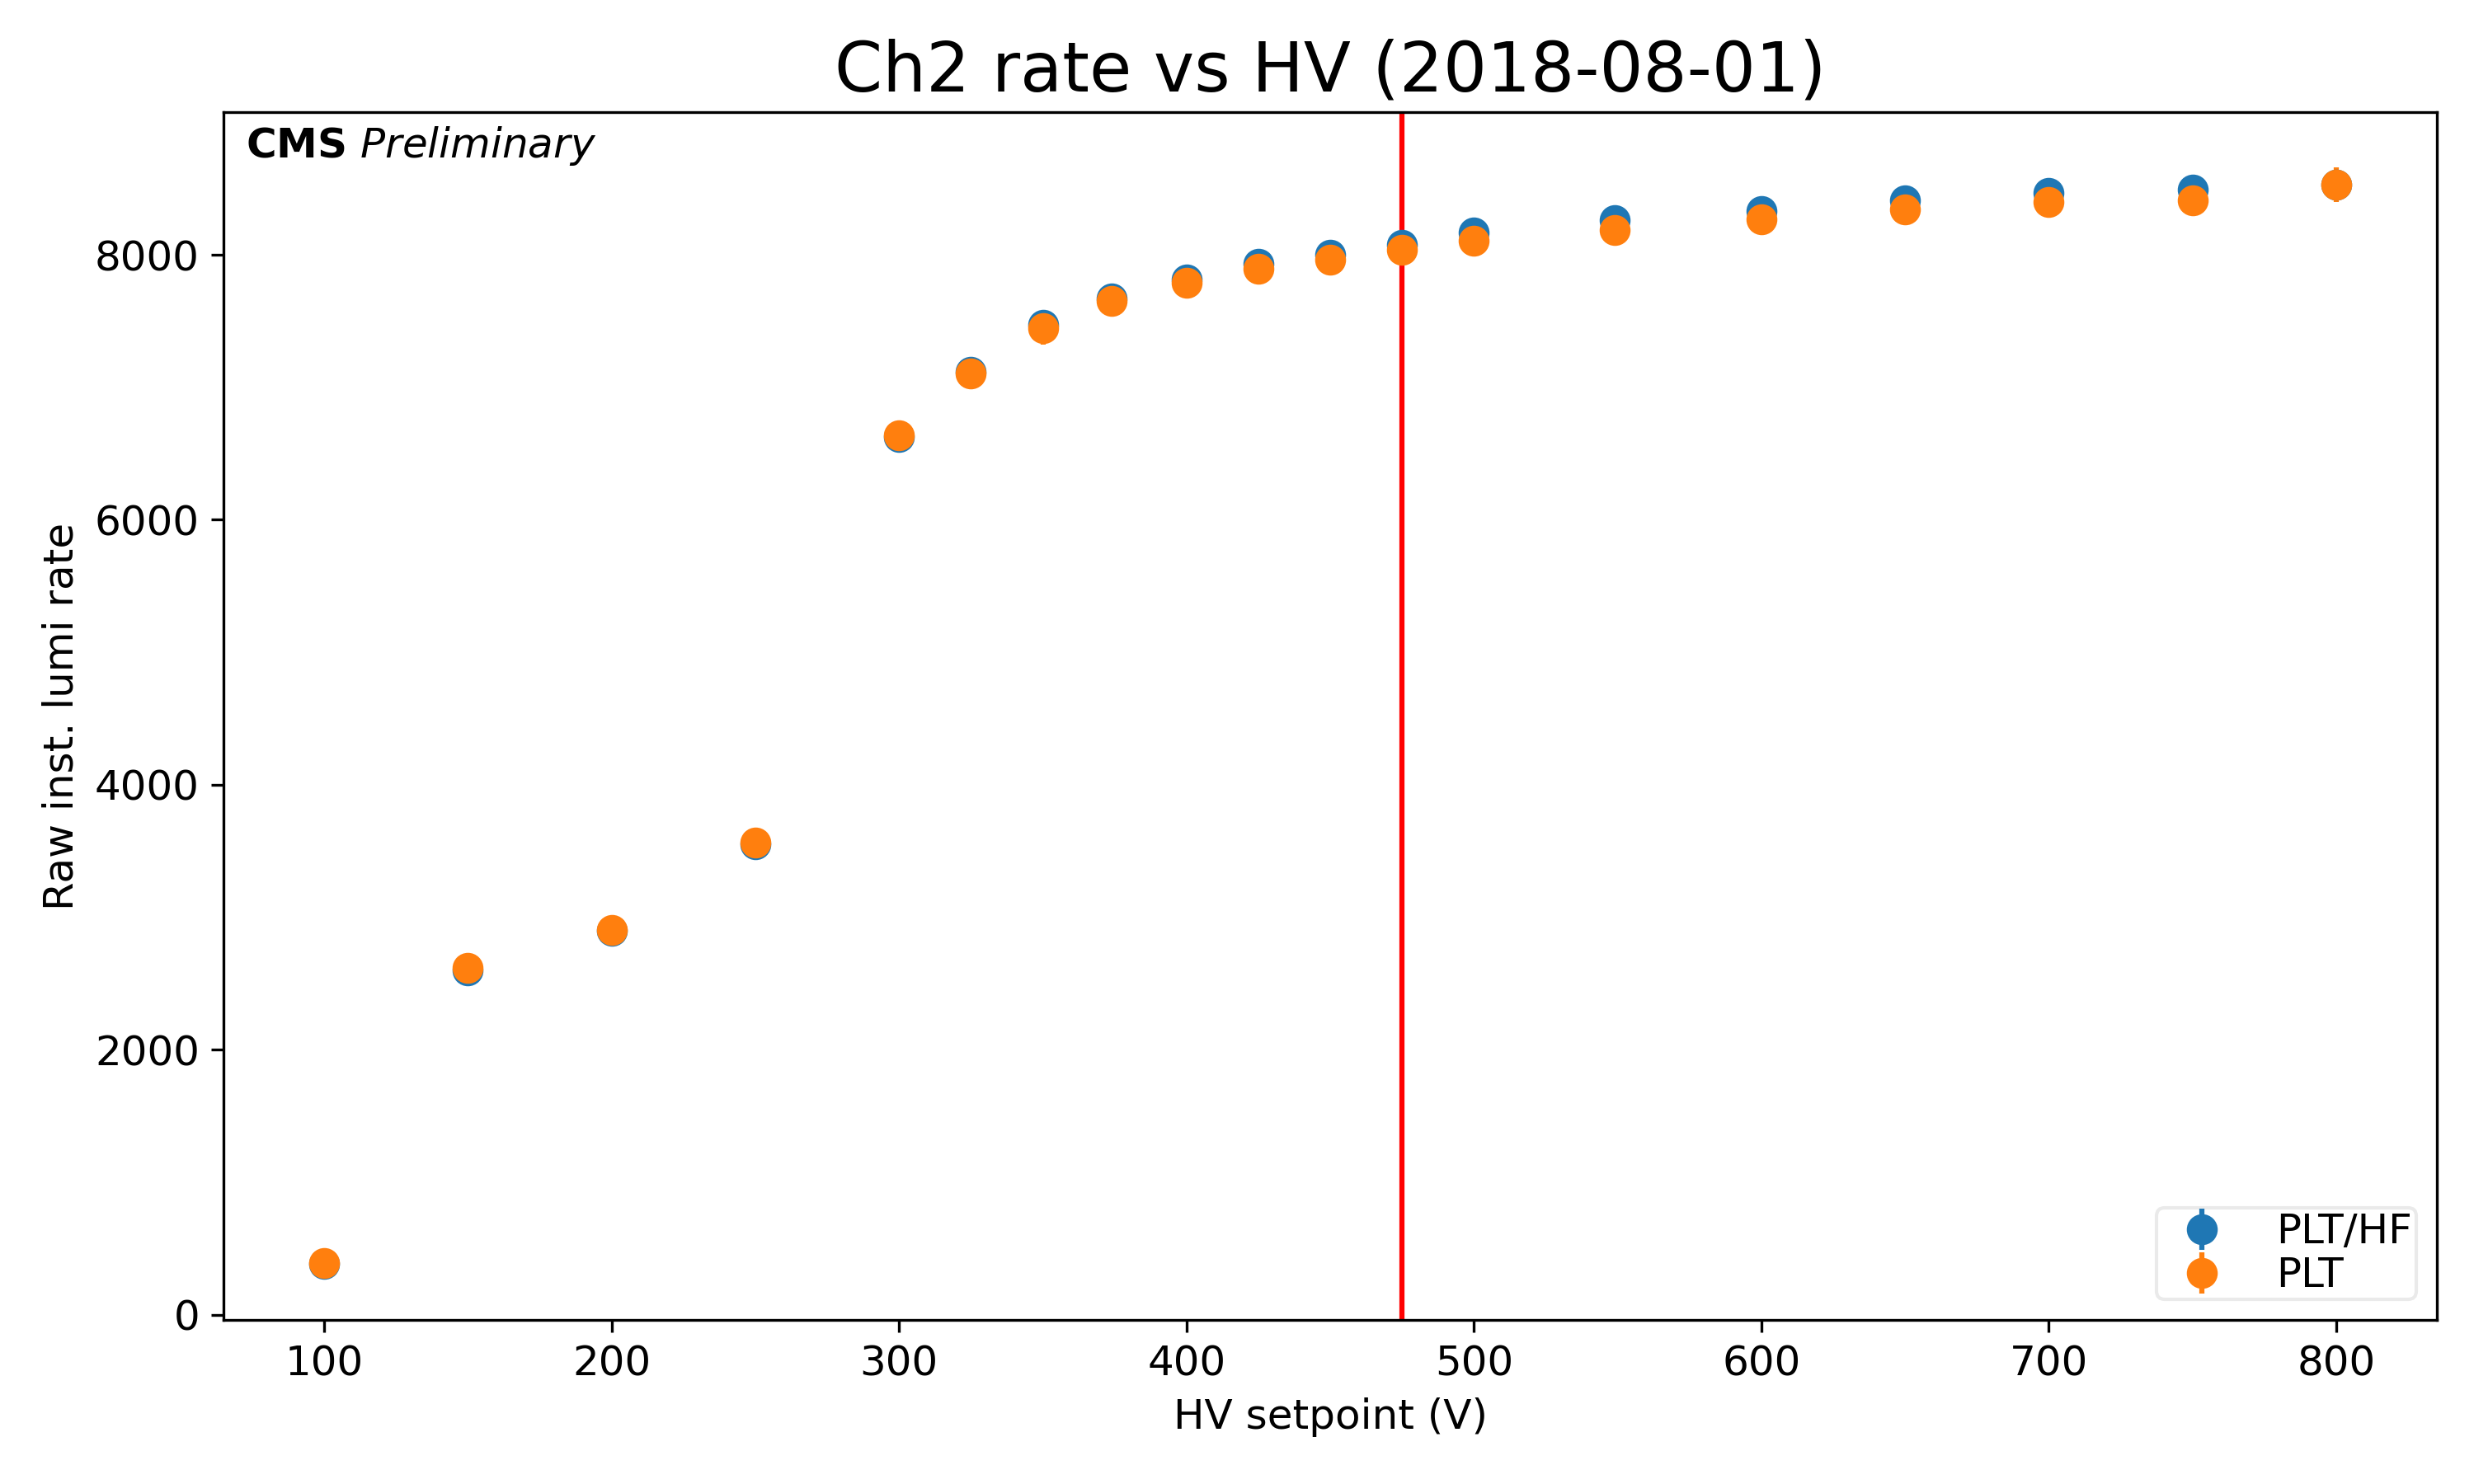 Ch2 rate vs HV (2018-08-01)
CMS Preliminary
Raw inst. lumi rate
8000
6000
4000
2000
0
PLT/HF
PLT
100 200 300 400 500 600 700 800
HV setpoint (V)